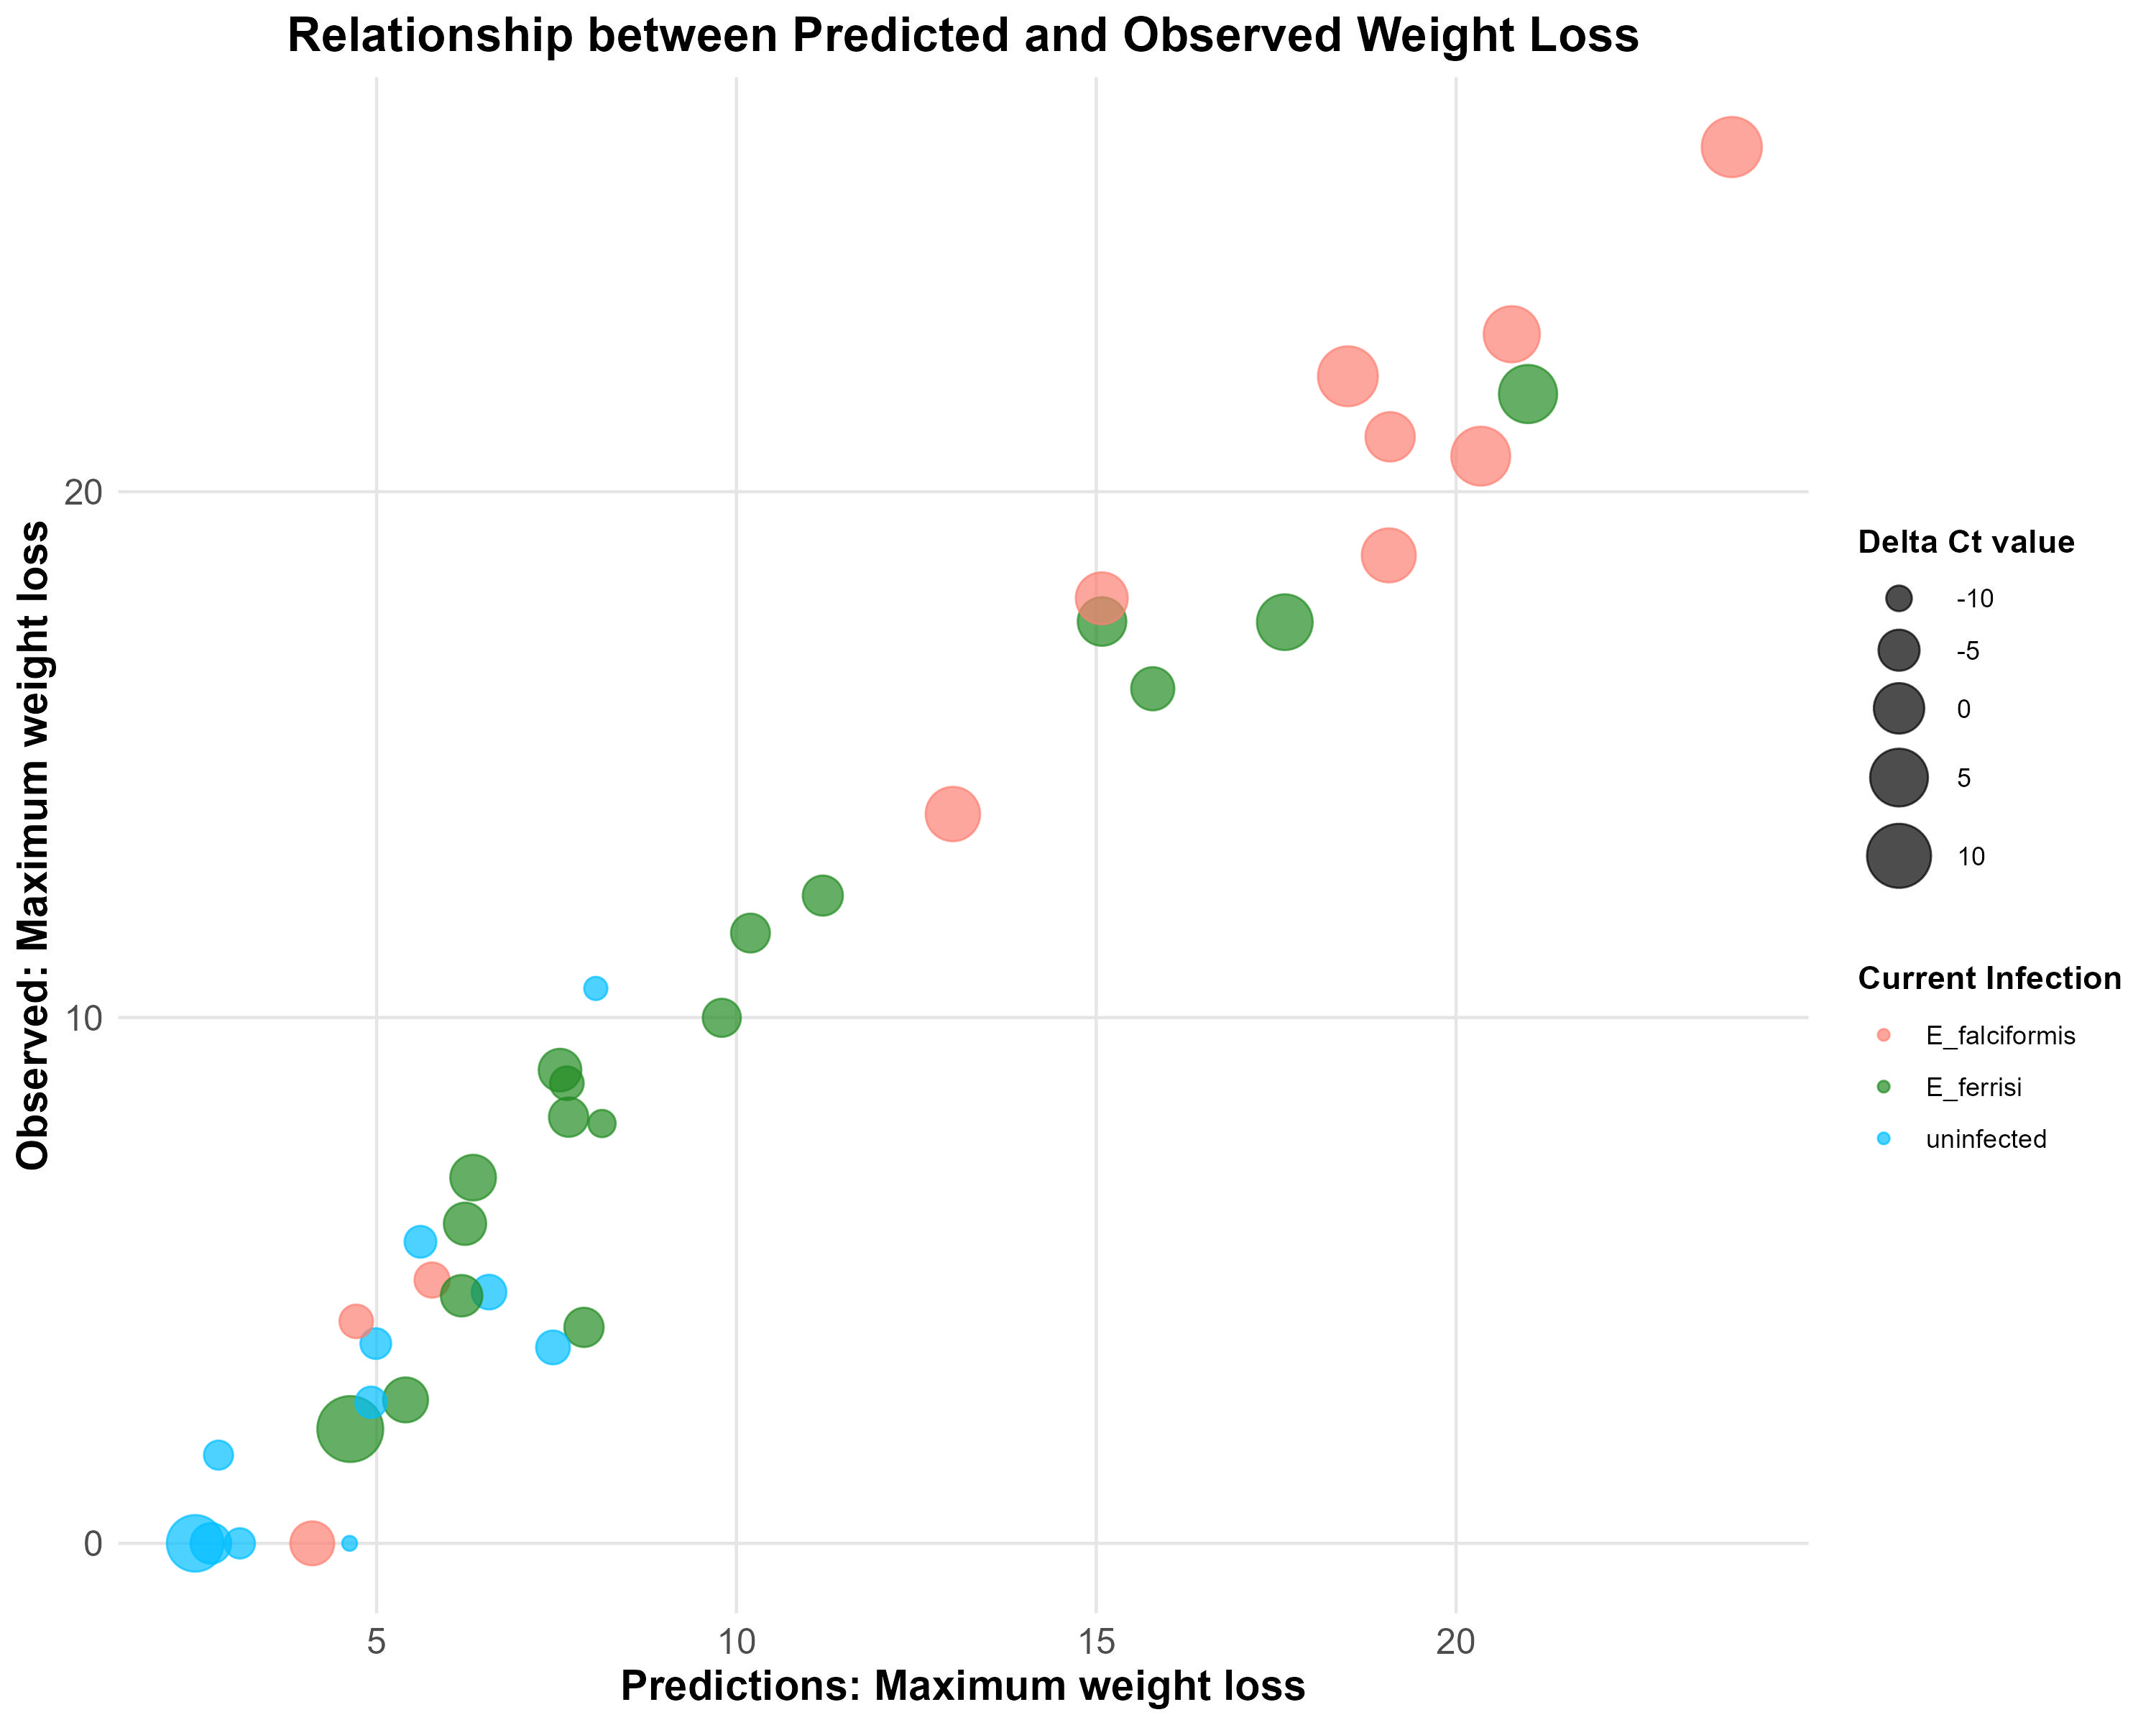 Relationship between Predicted and Observed Weight Loss
Observed: Maximum weight loss
20
10
0
5
10
15
20
Predictions: Maximum weight loss
Delta Ct value
-10
-5
0
5
10
Current Infection
E_falciformis
E_ferrisi
uninfected